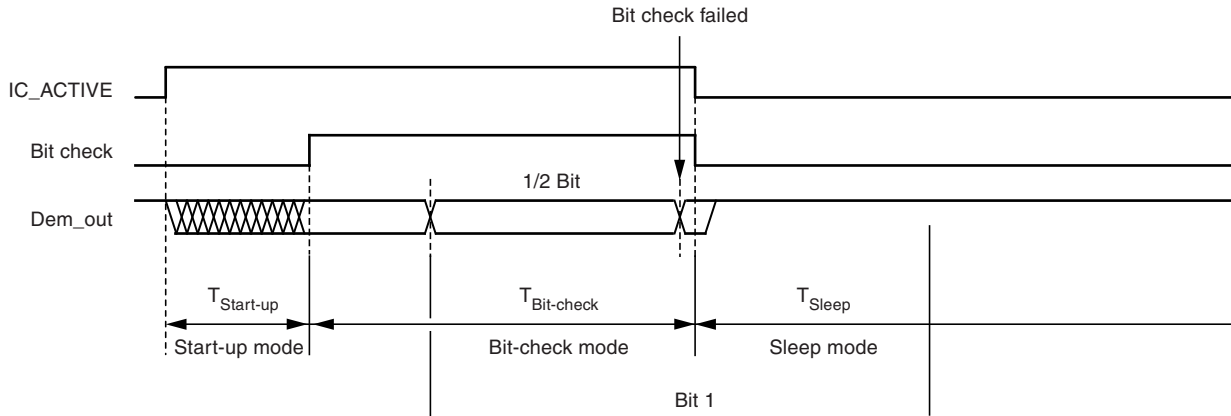 Bit check failed
IC_ACTIVE
Bit check
1/2 Bit
Dem_out
TStart-up
TBit-check
TSleep
Start-up mode
Bit-check mode
Sleep mode
Bit 1